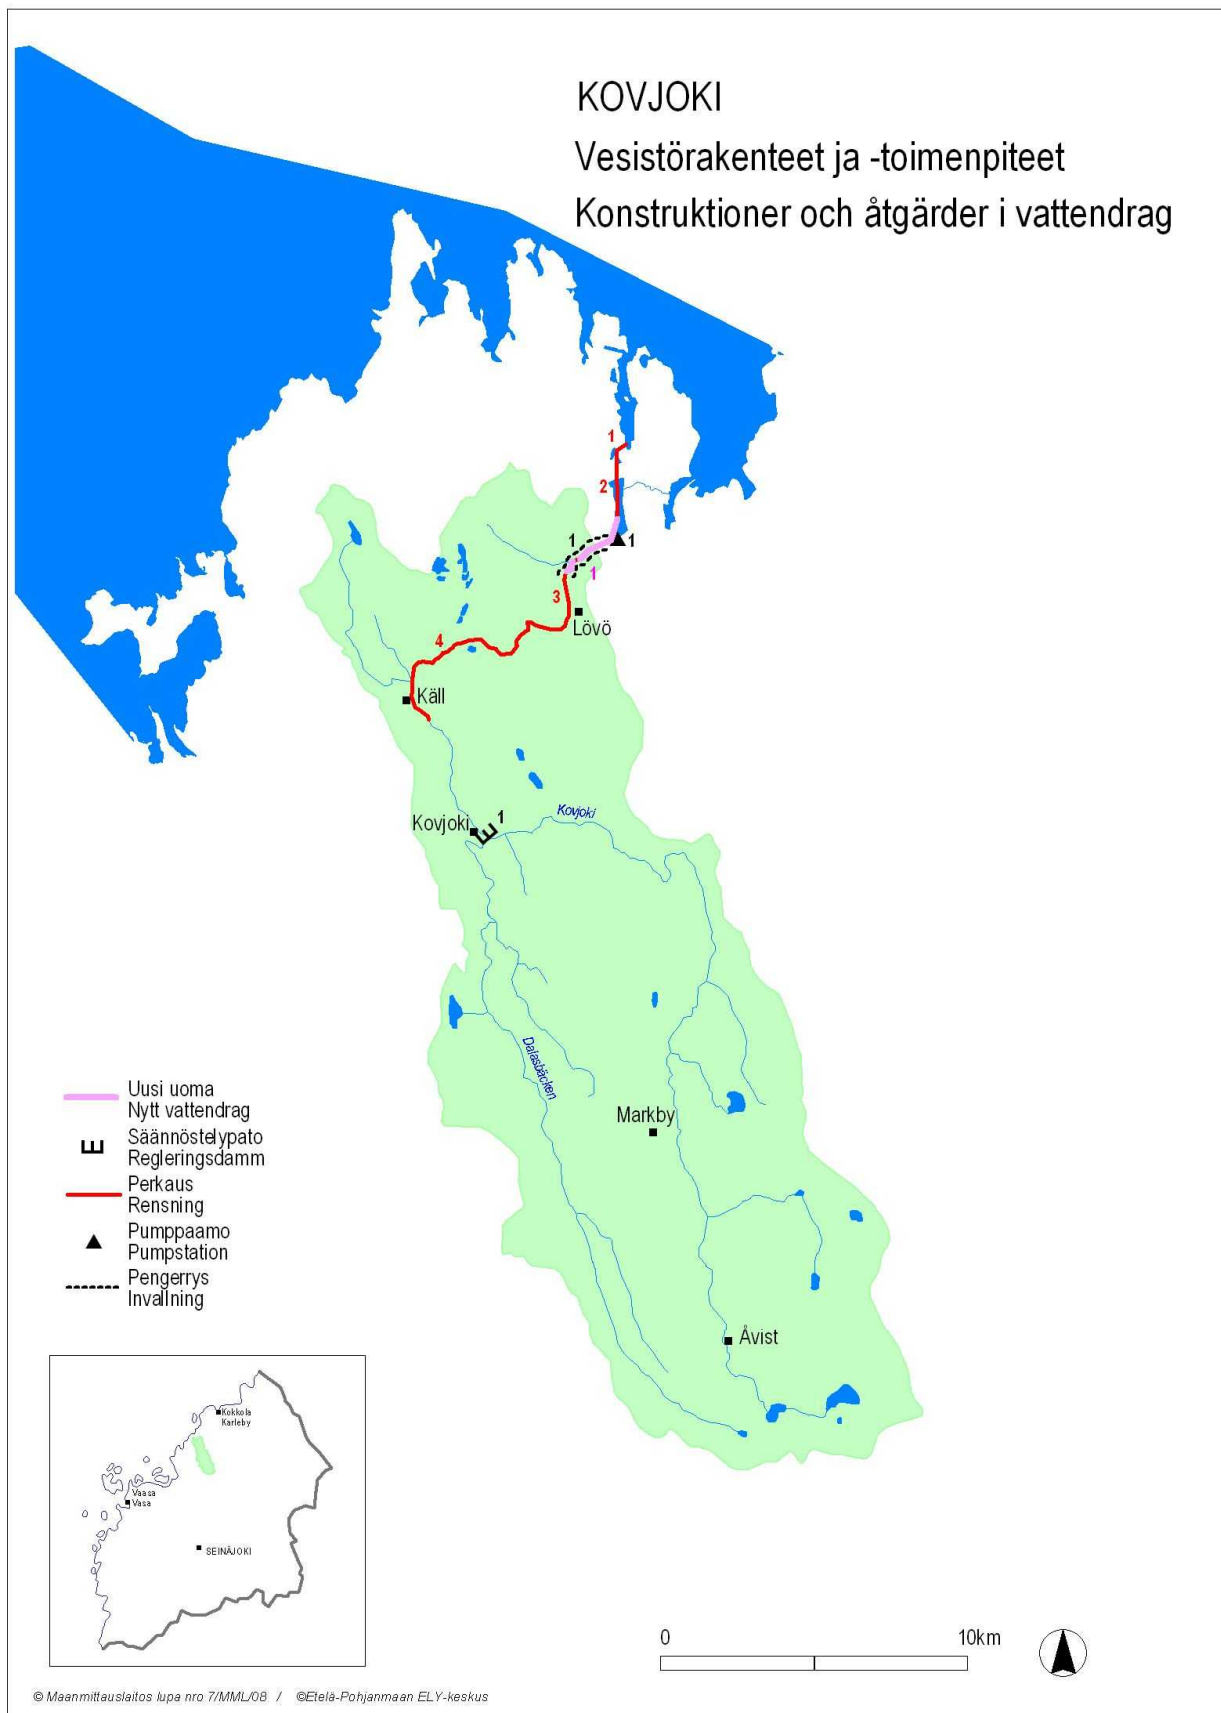 KOVJOKI
Vesistörakenteet ja -toimenpiteet
Konstruktioner och åtgärder i vattendrag
1
2
1
1
1
3
Lövö
4
Käll
Kovjoki
1
Kovjoki
Dalasbäcken
Markby
Åvist
Uusi uoma
Nytt vattendrag
E
Säännöstelypato
Regleringsdamm
Perkaus
Rensning
Pumppaamo
Pumpstation
Pengerrys
Invallning
Kokkola
Karleby
Vaasa
Vasa
SEINÄJOKI
0
10km
© Maanmittauslaitos lupa nro 7/MML/08 / ©Etelä-Pohjanmaan ELY-keskus